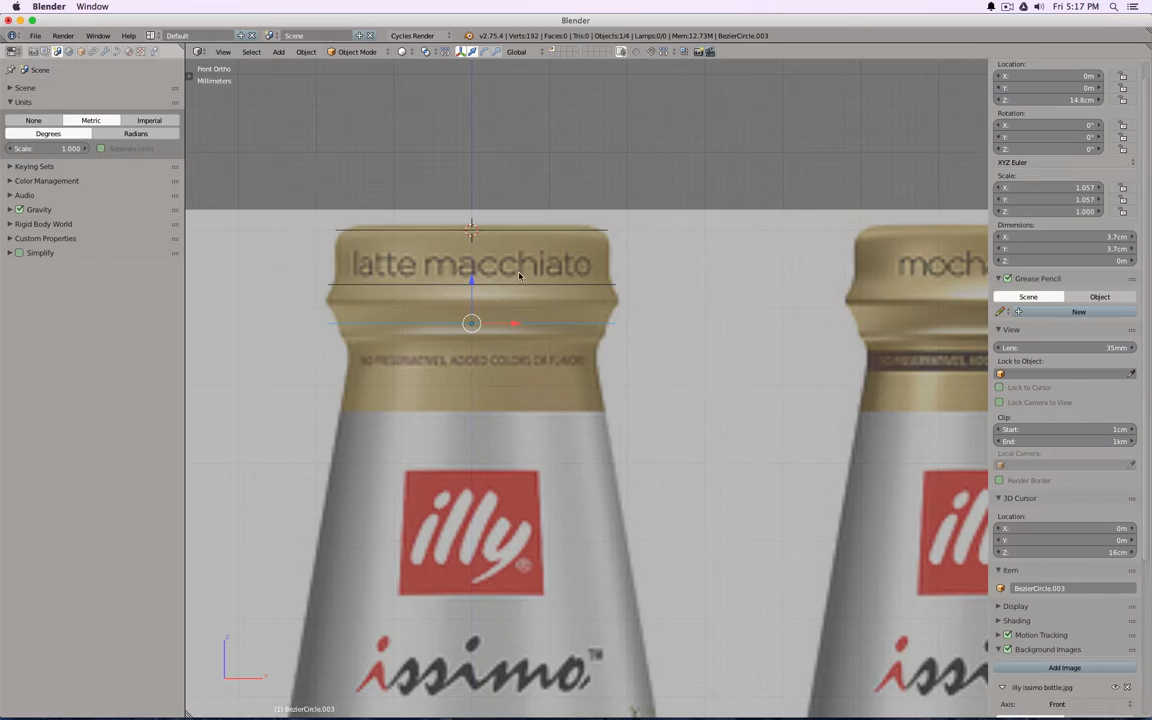 Blender Window Fri 5:17 PM
Blender
File Render Window Help Default Scene Cycles Render v2.75.4 | Verts:192 | Faces:0 | Tris:0 | Objects:1/4 | Lamps:0/0 | Mem:12.73M | BezierCircle.003
View Select Add Object Object Mode Global
Scene
Scene
Units
None Metric Imperial
Degrees Radians
Scale: 1.000 Separate Units
Keying Sets
Color Management
Audio
Gravity
Rigid Body World
Custom Properties
Simplify
Front Ortho
Millimeters
latte macchiato
moch
NO PRESERVATIVES, ADDED COLORS OR FLAVOR
illy®
issimo™
(1) BezierCircle.003
Location:
X: 0m
Y: 0m
Z: 14.8cm
Rotation:
X: 0°
Y: 0°
Z: 0°
XYZ Euler
Scale:
X: 1.057
Y: 1.057
Z: 1.000
Dimensions:
X: 3.7cm
Y: 3.7cm
Z: 0m
Grease Pencil
Scene Object
New
View
Lens: 35mm
Lock to Object:
Lock to Cursor
Lock Camera to View
Clip:
Start: 1cm
End: 1km
Local Camera:
Render Border
3D Cursor
Location:
X: 0m
Y: 0m
Z: 16cm
Item
BezierCircle.003
Display
Shading
Motion Tracking
Background Images
Add Image
illy issimo bottle.jpg
Axis: Front